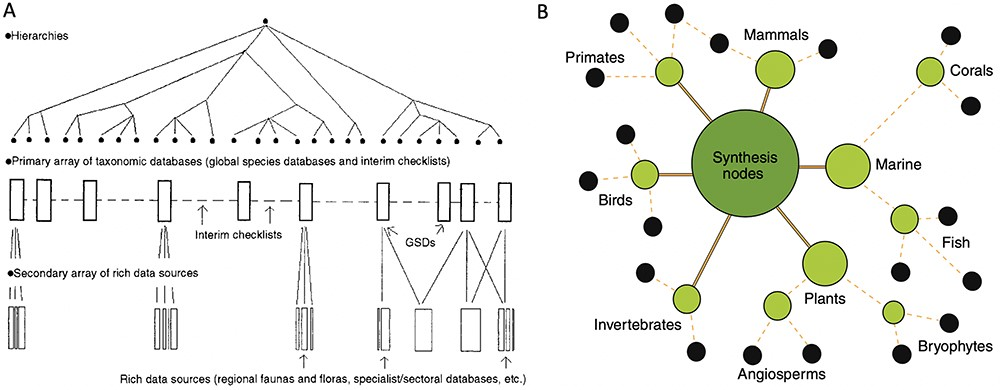 A
●Hierarchies
●Primary array of taxonomic databases (global species databases and interim checklists)
Interim checklists
GSDs
●Secondary array of rich data sources
Rich data sources (regional faunas and floras, specialist/sectoral databases, etc.)
B
Primates
Mammals
Corals
Synthesis
nodes
Marine
Birds
Fish
Plants
Invertebrates
Angiosperms
Bryophytes